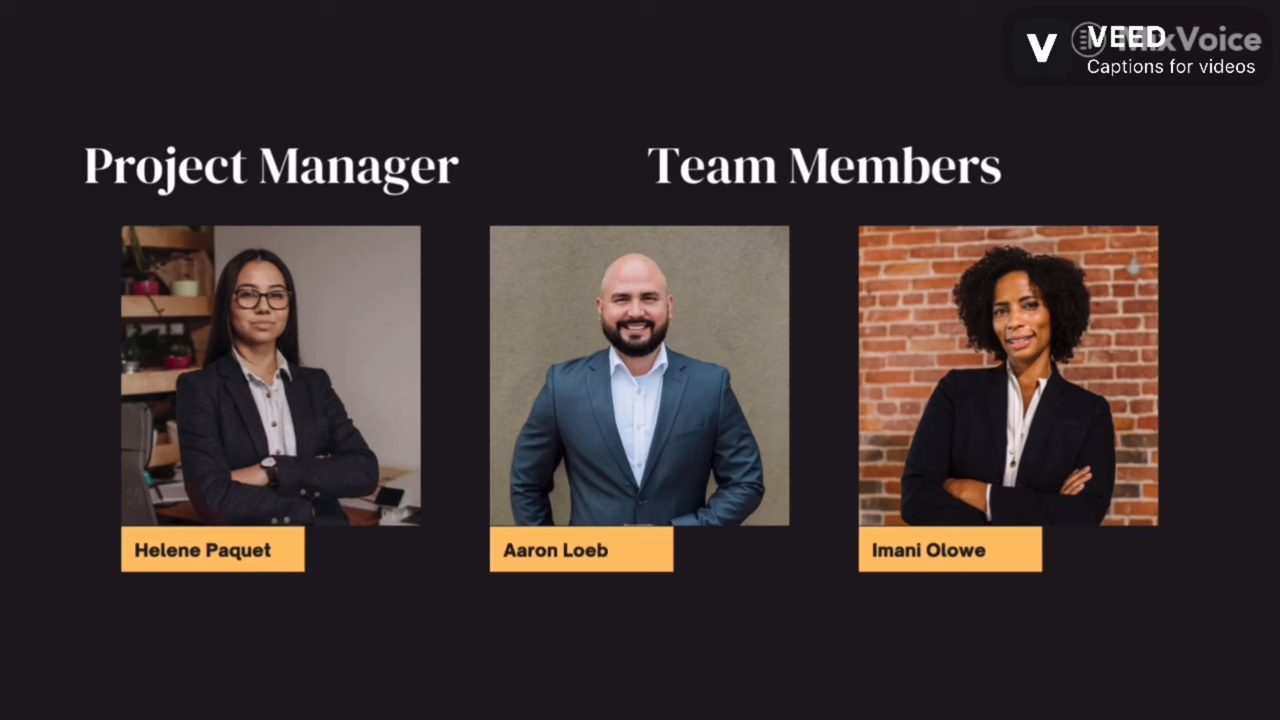 VEED
Captions for videos
Project Manager
Team Members
Helene Paquet
Aaron Loeb
Imani Olowe